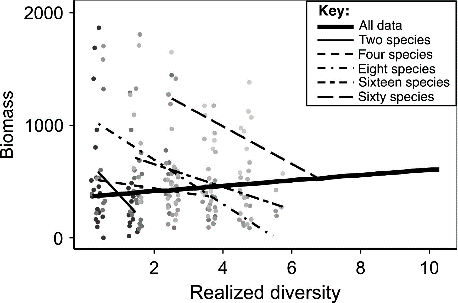 2000
1000
0
Biomass
Key:
All data
Two species
Four species
Eight species
Sixteen species
Sixty species
2 4 6 8 10
Realized diversity